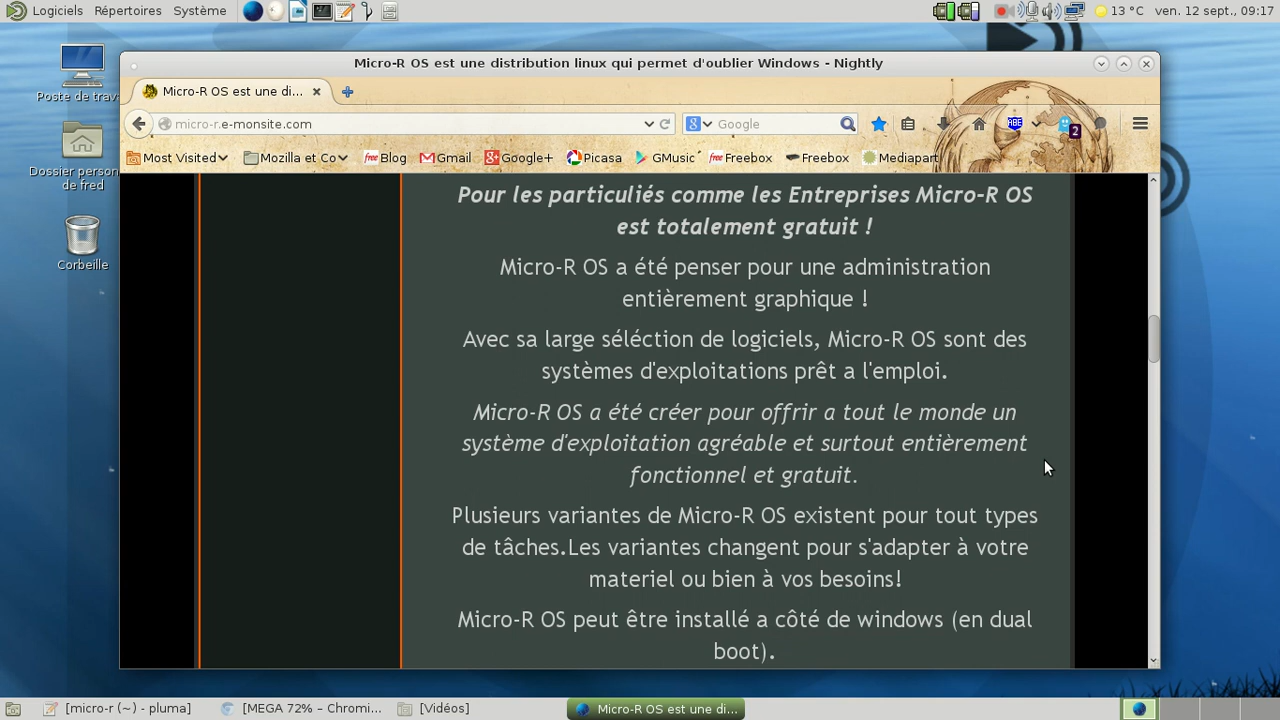 Logiciels Répertoires Système 13 °C ven. 12 sept., 09:17
Poste de trav
Dossier person
de fred
Corbeille
Micro-R OS est une distribution linux qui permet d'oublier Windows - Nightly
Micro-R OS est une di...
micro-r.e-monsite.com Google ABE 2
Most Visited Mozilla et Co free Blog Gmail Google+ Picasa GMusic free Freebox Freebox Mediapart
Pour les particuliés comme les Entreprises Micro-R OS
est totalement gratuit !
Micro-R OS a été penser pour une administration
entièrement graphique !
Avec sa large séléction de logiciels, Micro-R OS sont des
systèmes d'exploitations prêt a l'emploi.
Micro-R OS a été créer pour offrir a tout le monde un
système d'exploitation agréable et surtout entièrement
fonctionnel et gratuit.
Plusieurs variantes de Micro-R OS existent pour tout types
de tâches.Les variantes changent pour s'adapter à votre
materiel ou bien à vos besoins!
Micro-R OS peut être installé a côté de windows (en dual
boot).
[micro-r (~) - pluma] [MEGA 72% – Chromi... [Vidéos] Micro-R OS est une di...